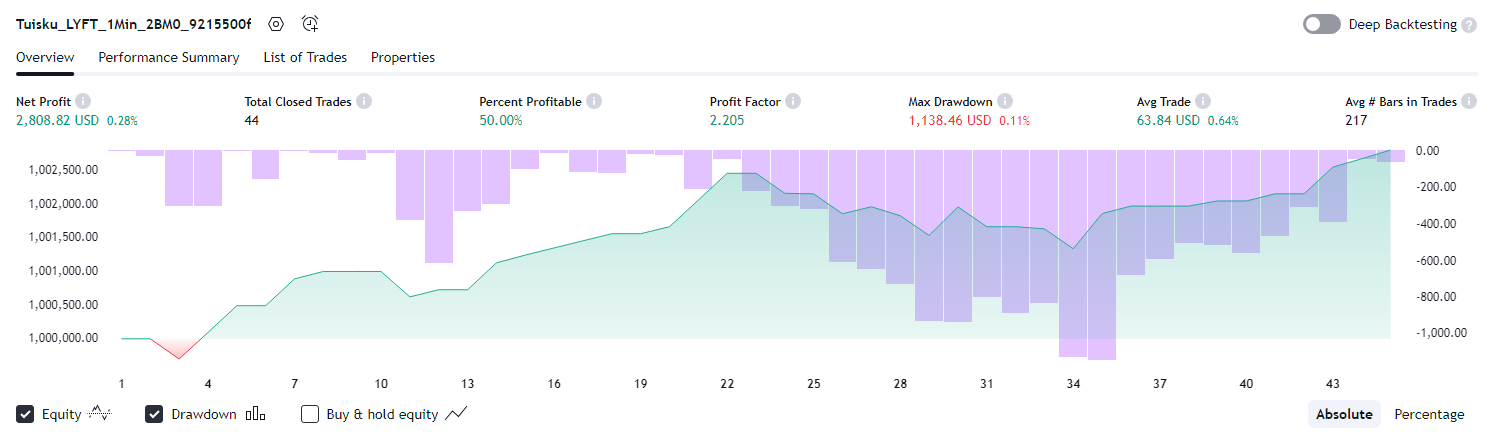 Tuisku_LYFT_1Min_2BM0_9215500f
Deep Backtesting ?
Overview Performance Summary List of Trades Properties
Net Profit i Total Closed Trades i Percent Profitable i Profit Factor i Max Drawdown i Avg Trade i Avg # Bars in Trades i
2,808.82 USD 0.28% 44 50.00% 2.205 1,138.46 USD 0.11% 63.84 USD 0.64% 217
1,002,500.00
1,002,000.00
1,001,500.00
1,001,000.00
1,000,500.00
1,000,000.00
0.00
-200.00
-400.00
-600.00
-800.00
-1,000.00
1 4 7 10 13 16 19 22 25 28 31 34 37 40 43
Equity Drawdown Buy & hold equity Absolute Percentage